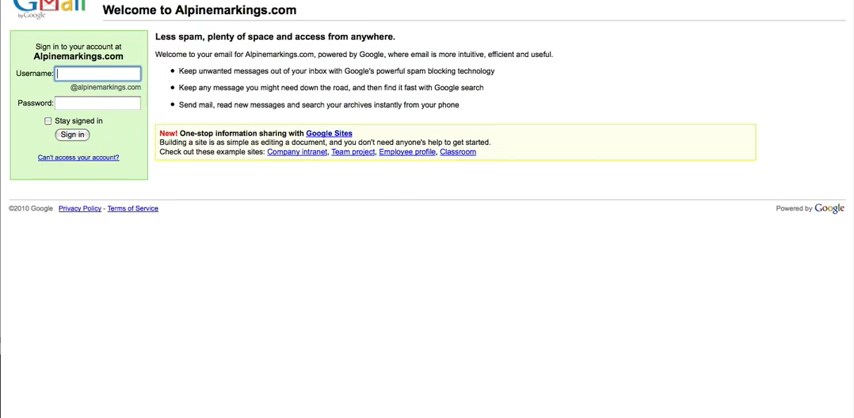 GMail
by Google
Welcome to Alpinemarkings.com
Sign in to your account at
Alpinemarkings.com
Username:
@alpinemarkings.com
Password:
Stay signed in
Sign in
Can't access your account?
Less spam, plenty of space and access from anywhere.
Welcome to your email for Alpinemarkings.com, powered by Google, where email is more intuitive, efficient and useful.
• Keep unwanted messages out of your inbox with Google's powerful spam blocking technology
• Keep any message you might need down the road, and then find it fast with Google search
• Send mail, read new messages and search your archives instantly from your phone
New! One-stop information sharing with Google Sites
Building a site is as simple as editing a document, and you don't need anyone's help to get started.
Check out these example sites: Company intranet, Team project, Employee profile, Classroom
©2010 Google Privacy Policy - Terms of Service
Powered by Google